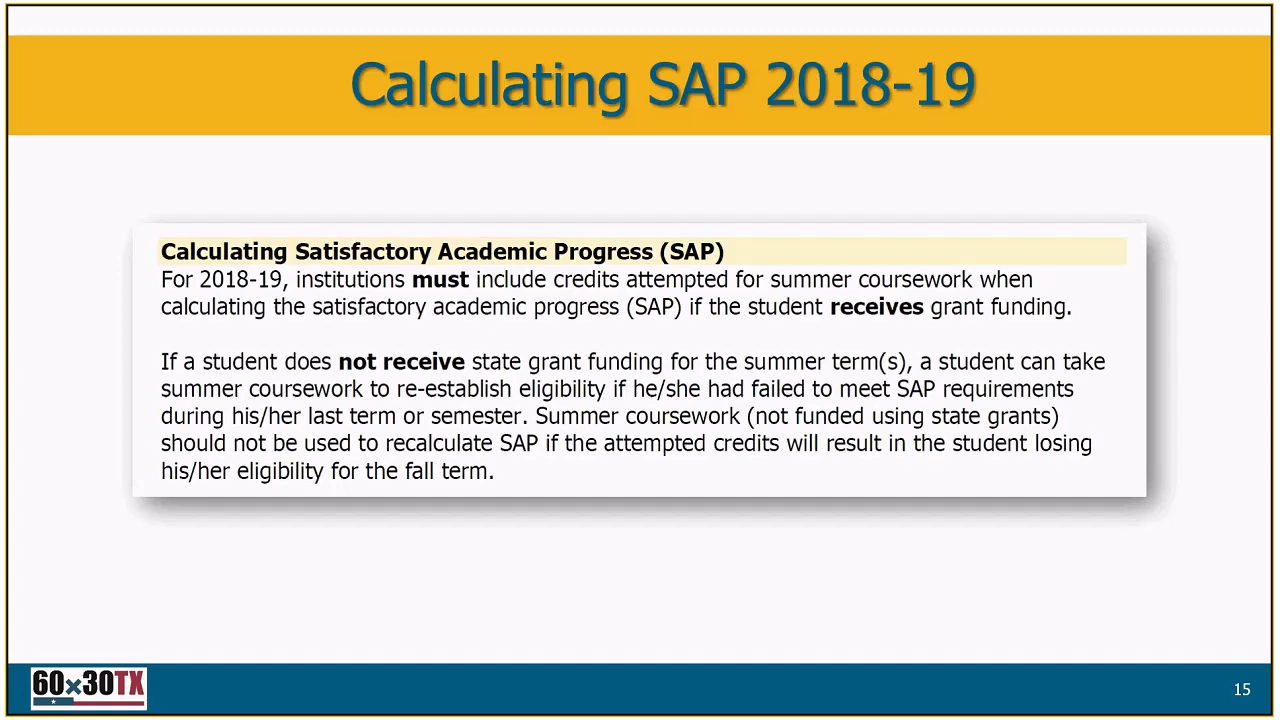 Calculating SAP 2018-19
Calculating Satisfactory Academic Progress (SAP)
For 2018-19, institutions must include credits attempted for summer coursework when
calculating the satisfactory academic progress (SAP) if the student receives grant funding.
If a student does not receive state grant funding for the summer term(s), a student can take
summer coursework to re-establish eligibility if he/she had failed to meet SAP requirements
during his/her last term or semester. Summer coursework (not funded using state grants)
should not be used to recalculate SAP if the attempted credits will result in the student losing
his/her eligibility for the fall term.
60x30TX
15